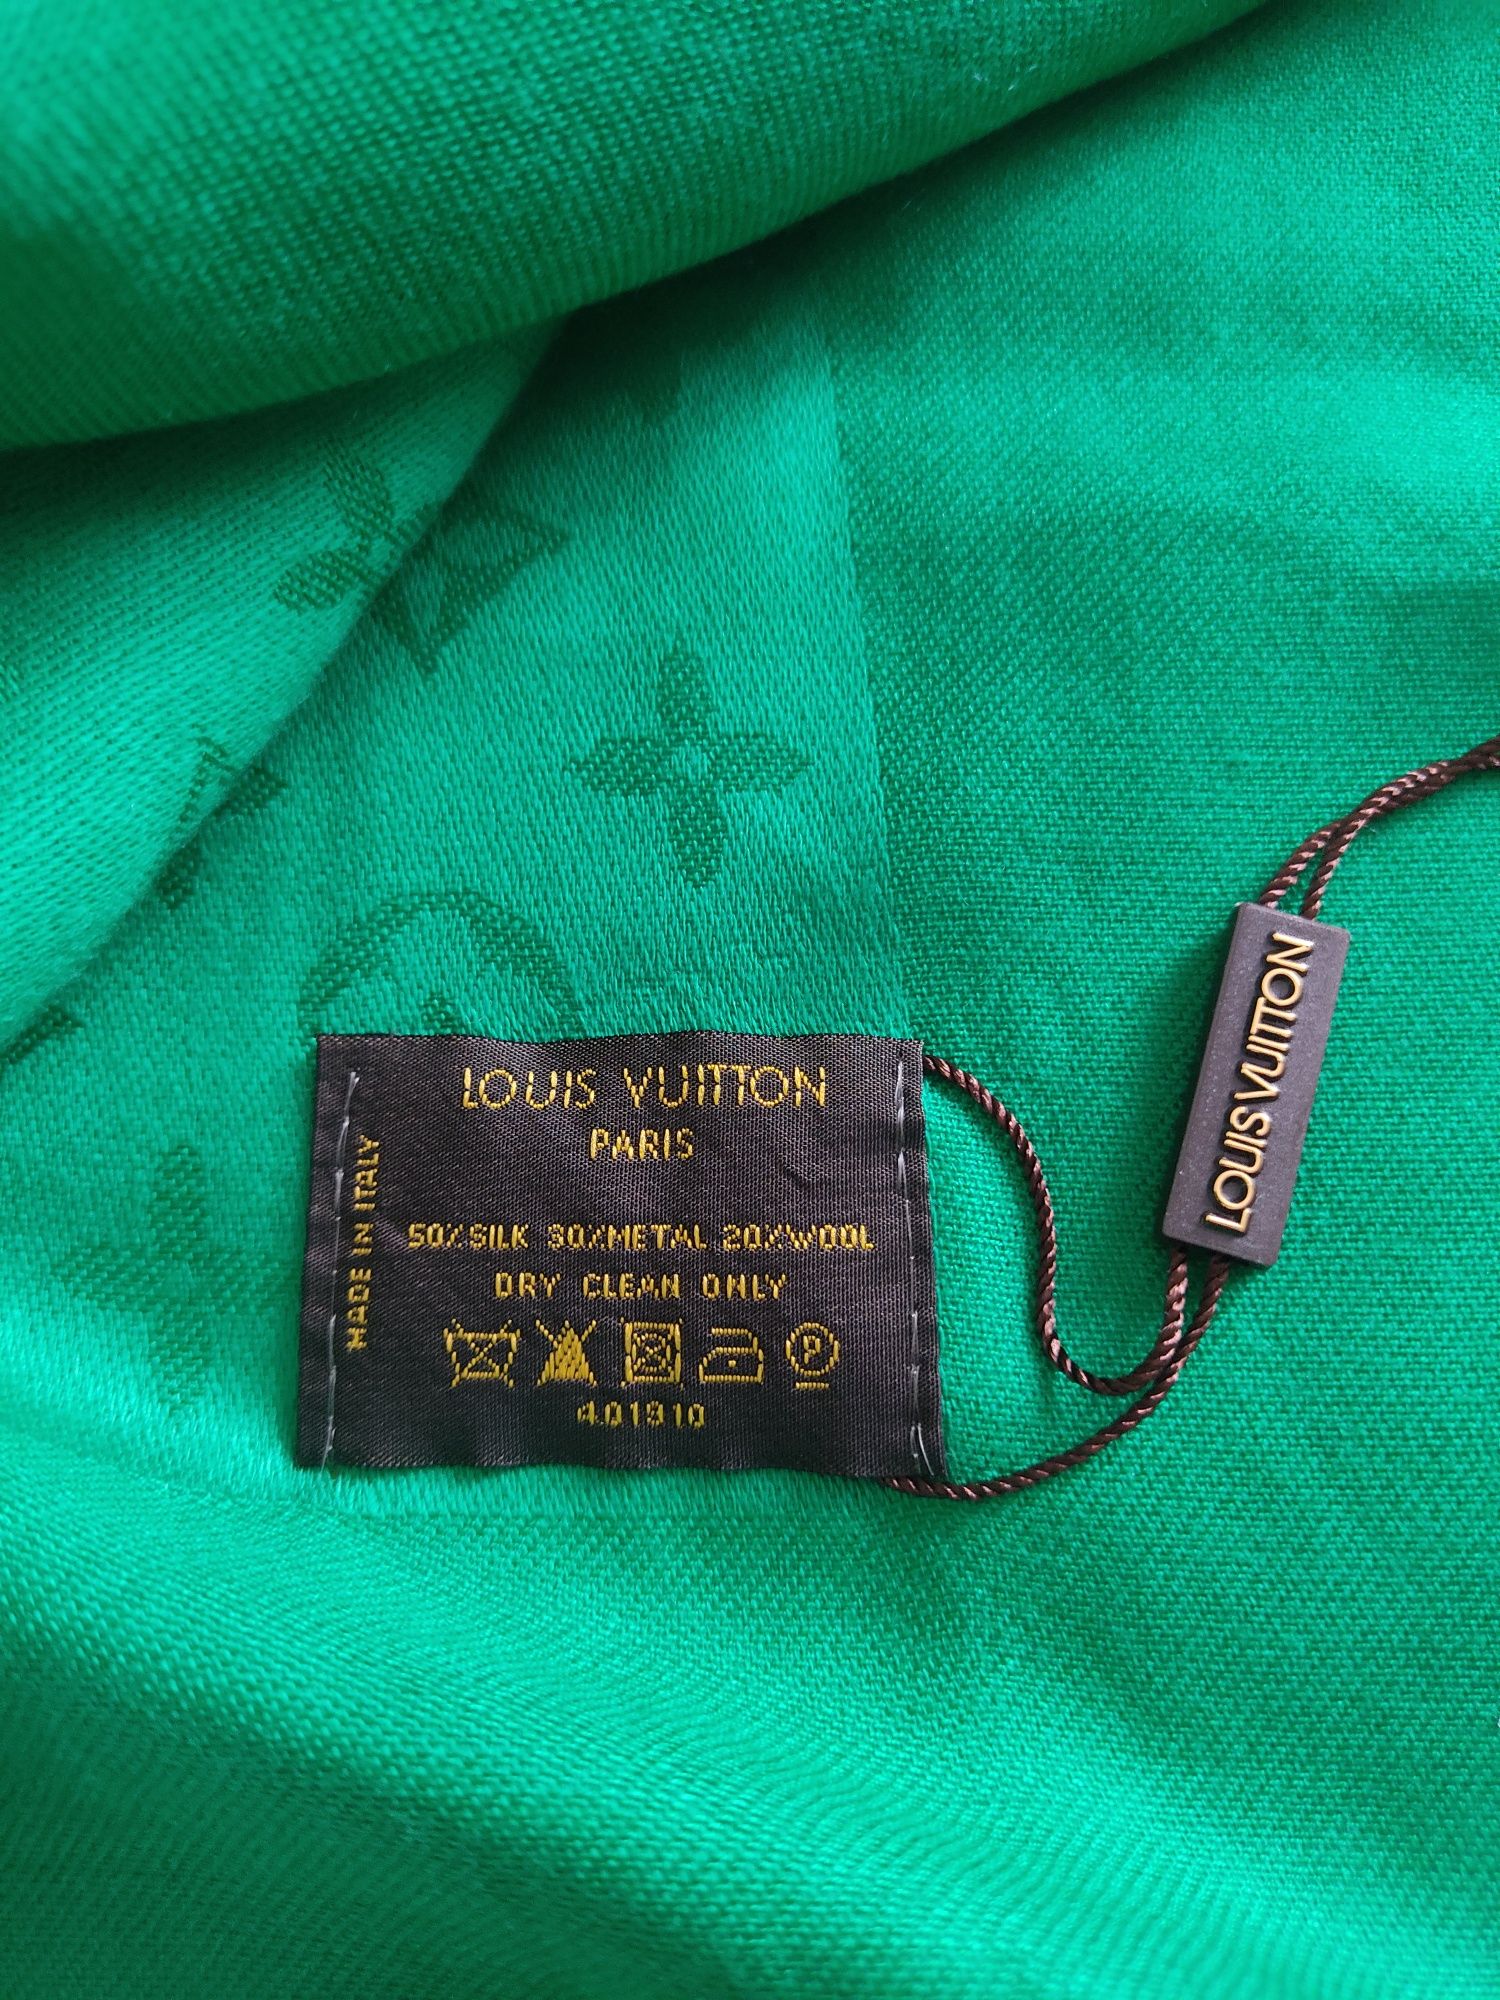 LOUIS VUITTON
PARIS
MADE IN ITALY
50%SILK 30%METAL 20%WOOL
DRY CLEAN ONLY
P
401910
LOUIS VUITTON